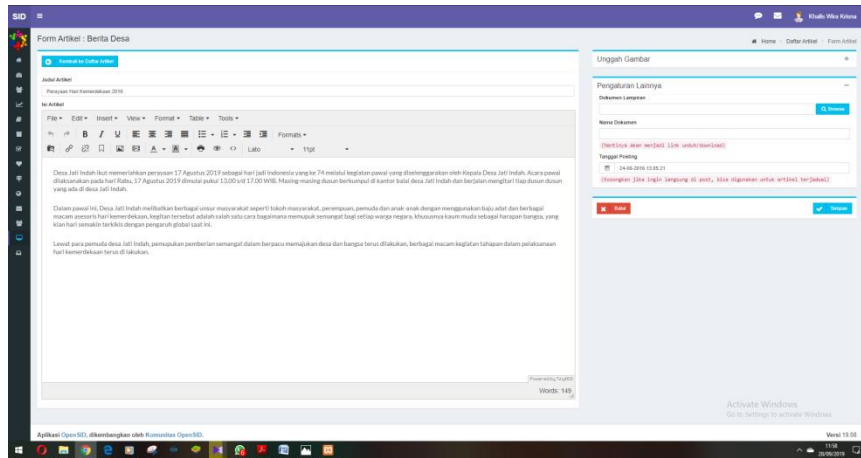 SID
Khalis Wira Krisna
Form Artikel : Berita Desa
Home
Daftar Artikel
Form Artikel
Kembali ke Daftar Artikel
Judul Artikel
Perayaan Hari Kemerdekaan 2019
Isi Artikel
File Edit Insert View Format Table Tools
B I U Formats
A A Lato 11pt
Desa Jati Indah ikut memeriahkan perayaan 17 Agustus 2019 sebagai hari jadi Indonesia yang ke 74 melalui kegiatan pawai yang diselenggarakan oleh Kepala Desa Jati Indah. Acara pawai
dilaksanakan pada hari Rabu, 17 Agustus 2019 dimulai pukul 13.00 s/d 17.00 WIB. Masing-masing dusun berkumpul di kantor balai desa Jati Indah dan berjalan mengitari tiap dusun dusun
yang ada di desa Jati Indah.
Dalam pawai ini, Desa Jati Indah melibatkan berbagai unsur masyarakat seperti tokoh masyarakat, perempuan, pemuda dan anak-anak dengan menggunakan baju adat dan berbagai
macam asesoris hari kemerdekaan, kegitan tersebut adalah salah satu cara bagaimana memupuk semangat bagi setiap warga negara, khususnya kaum muda sebagai harapan bangsa, yang
kian hari semakin terkikis dengan pengaruh global saat ini.
Lewat para pemuda desa Jati Indah, pemupukan pemberian semangat dalam berpacu memajukan desa dan bangsa terus dilakukan, berbagai macam kegiatan tahapan dalam pelaksanaan
hari kemerdekaan terus di lakukan.
Powered by TinyMCE
Words: 149
Unggah Gambar
Pengaturan Lainnya
Dokumen Lampiran
Browse
Nama Dokumen
(Nantinya akan menjadi link unduh/download)
Tanggal Posting
(Kosongkan jika ingin langsung di post, bisa digunakan untuk artikel terjadwal)
Batal
Simpan
Activate Windows
Go to Settings to activate Windows.
Aplikasi OpenSID, dikembangkan oleh Komunitas OpenSID.
Versi 19.08
11:58
28/08/2019